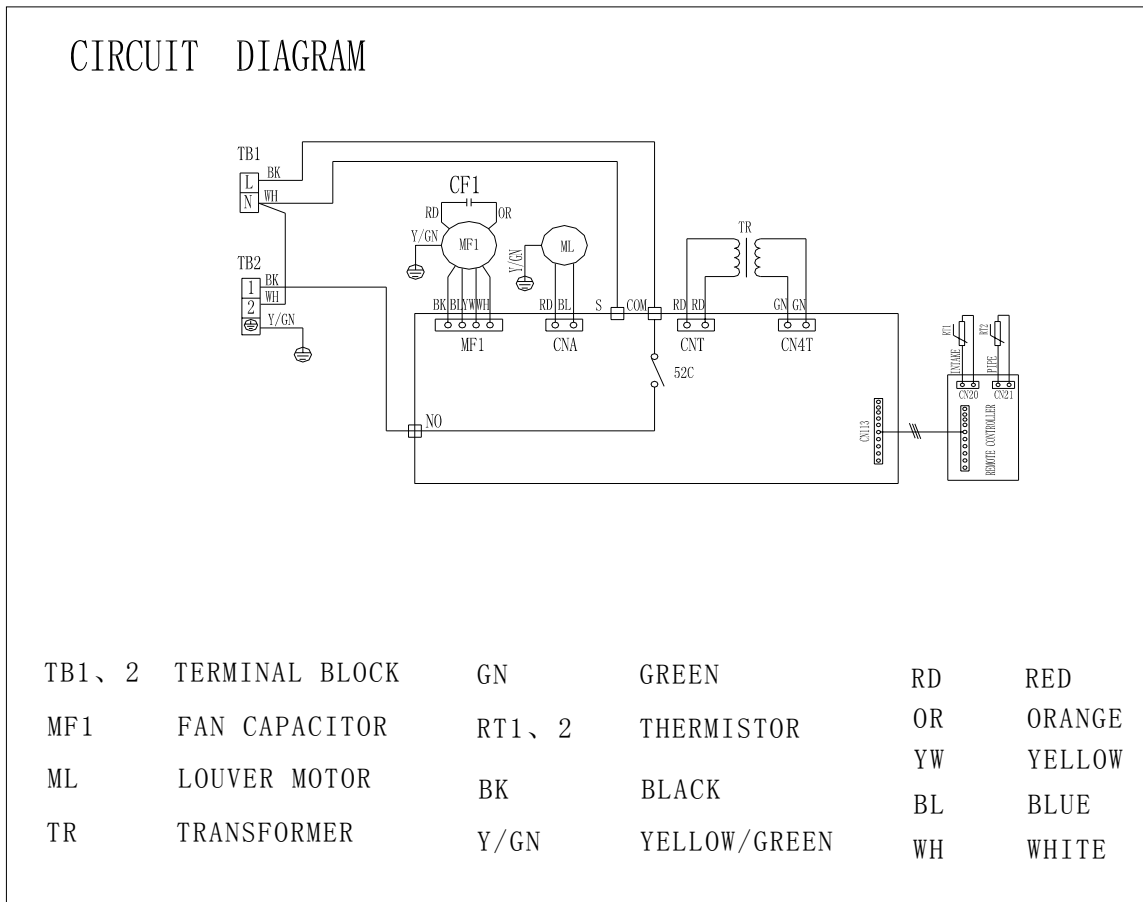 CIRCUIT DIAGRAM
TB1
L
BK
N
WH
TB2
1
BK
2
WH
Y/GN
CF1
RD
OR
Y/GN
MF1
BK BL YW WH
MF1
Y/GN
ML
RD BL
CNA
S
COM
52C
NO
TR
RD RD
CNT
GN GN
CN4T
CN113
RT1
INTAKE
RT2
PIPE
CN20
CN21
REMOTE CONTROLLER
TB1、2 TERMINAL BLOCK
MF1 FAN CAPACITOR
ML LOUVER MOTOR
TR TRANSFORMER
GN GREEN
RT1、2 THERMISTOR
BK BLACK
Y/GN YELLOW/GREEN
RD RED
OR ORANGE
YW YELLOW
BL BLUE
WH WHITE